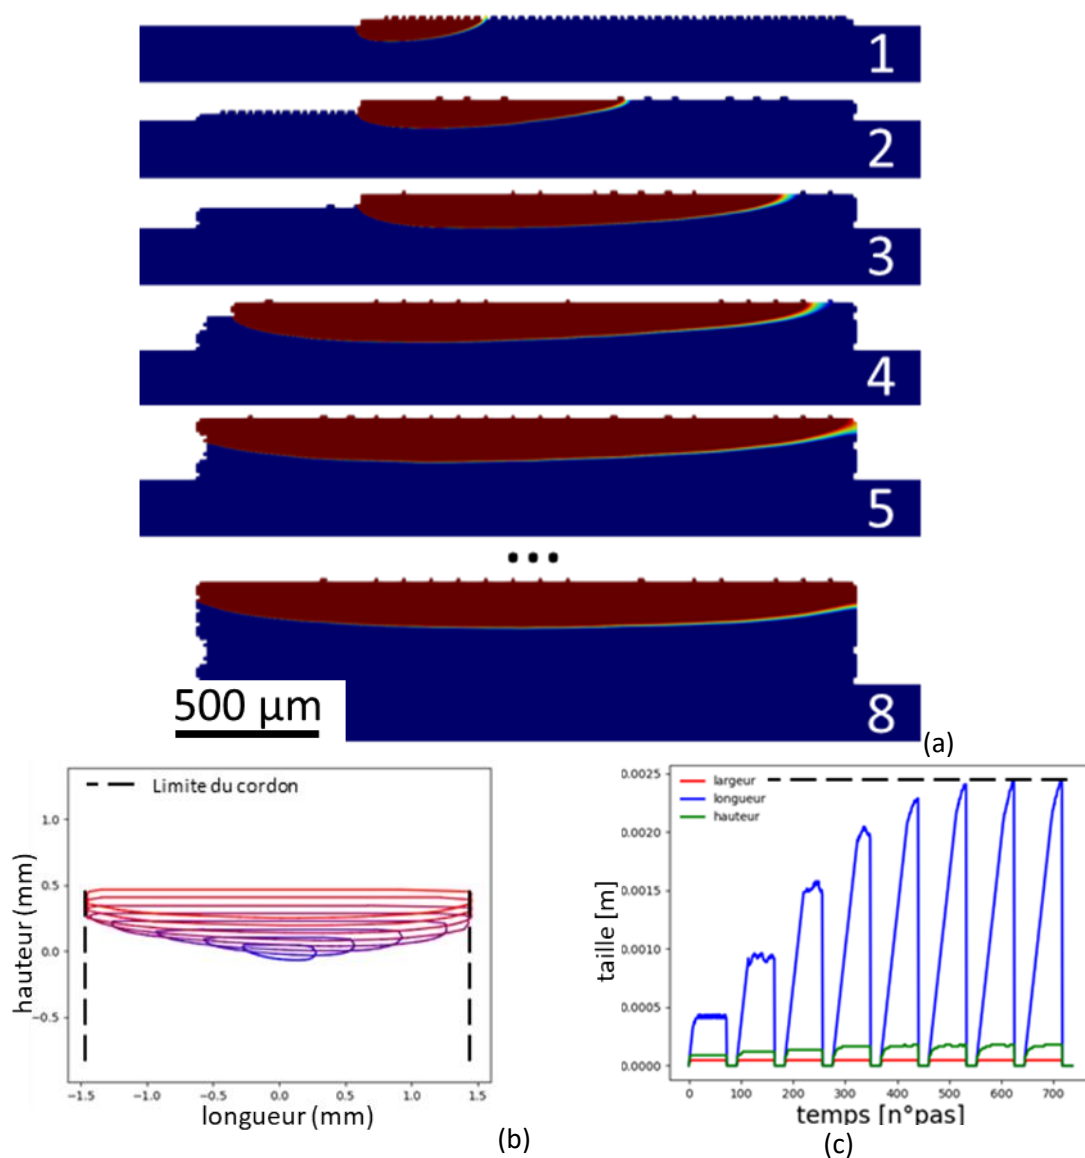 1
2
3
4
5
...
8
500 µm
(a)
Limite du cordon
1.0
0.5
0.0
−0.5
−1.5 −1.0 −0.5 0.0 0.5 1.0 1.5
hauteur (mm)
longueur (mm)
(b)
largeur
longueur
hauteur
0.0025
0.0020
0.0015
0.0010
0.0005
0.0000
0 100 200 300 400 500 600 700
taille [m]
temps [n°pas]
(c)